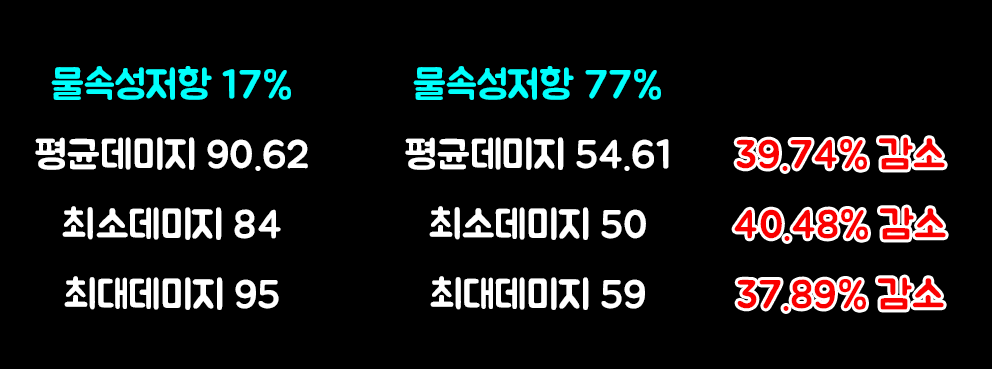 물속성저항 17% 물속성저항 77%
평균데미지 90.62 평균데미지 54.61 39.74% 감소
최소데미지 84 최소데미지 50 40.48% 감소
최대데미지 95 최대데미지 59 37.89% 감소